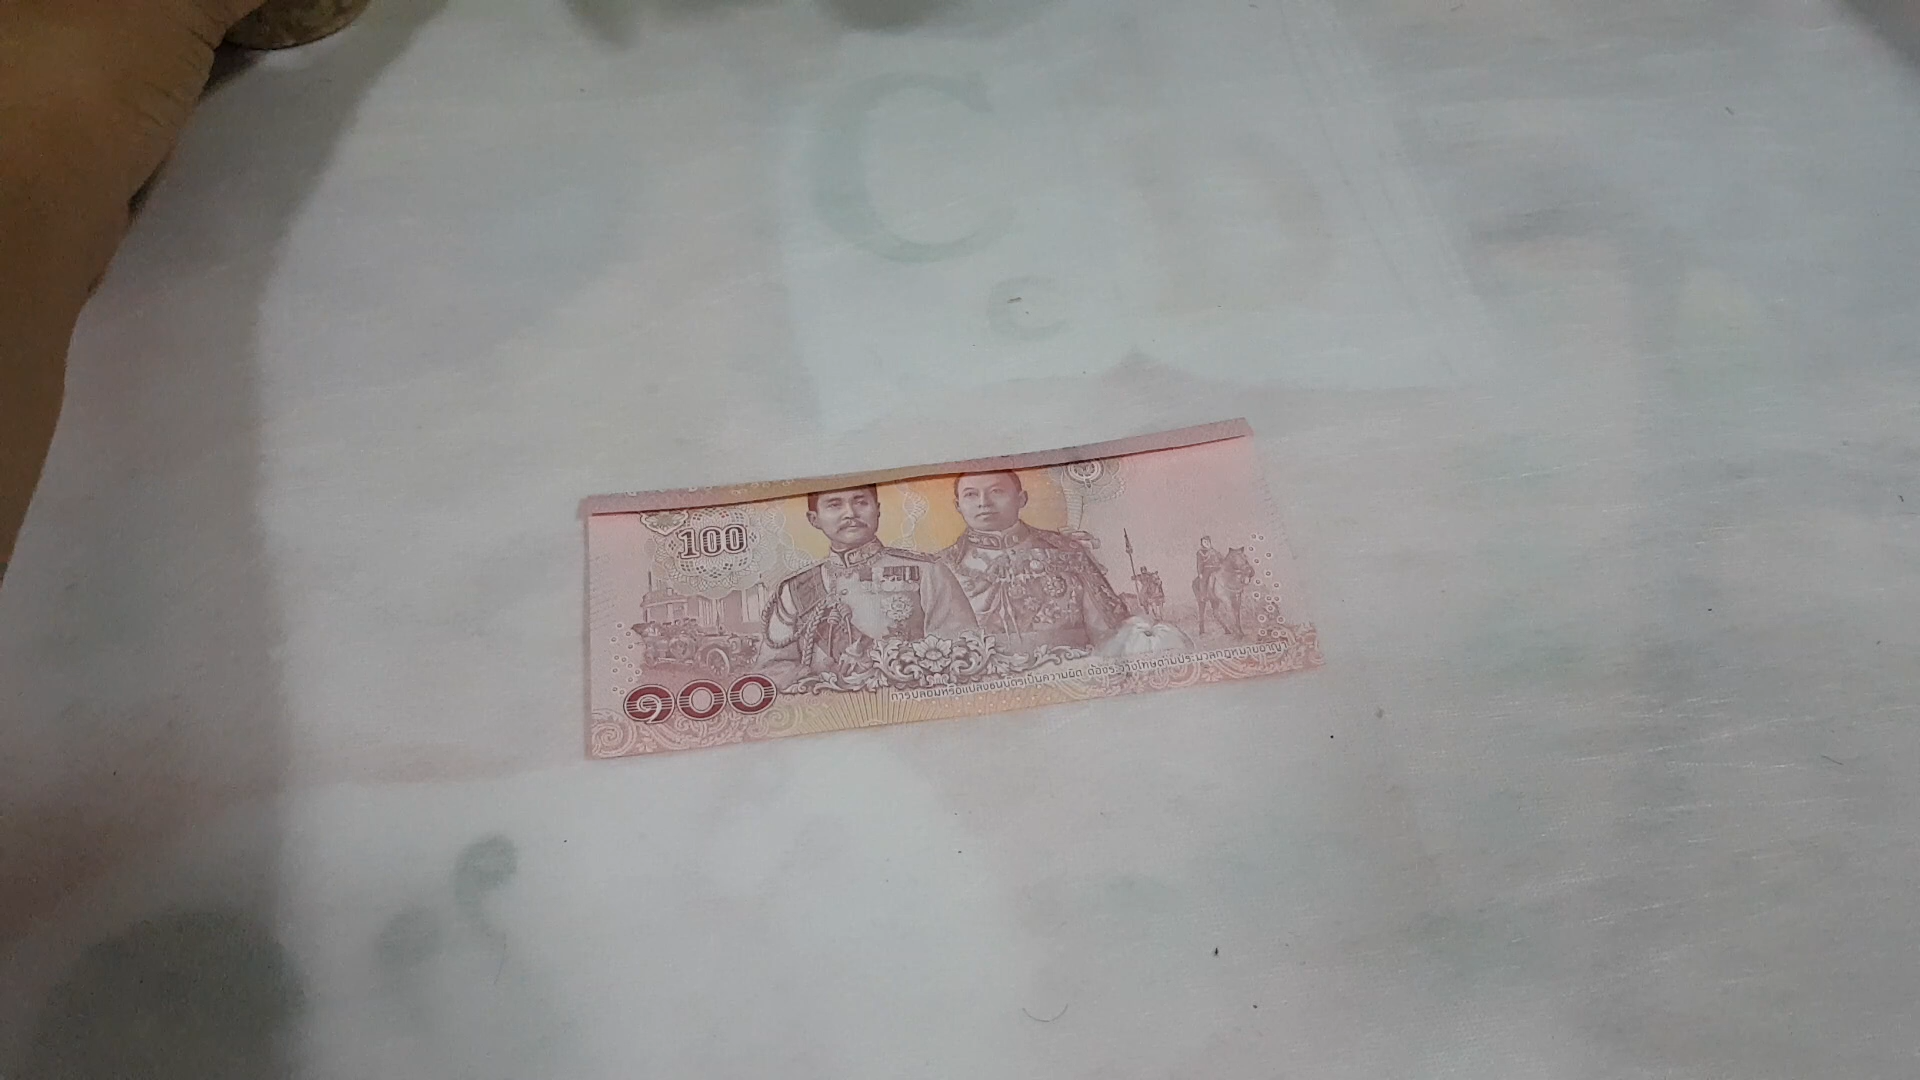 C
c
100
๑๐๐
การปลอมหรือแปลงธนบัตรเป็นความผิด ต้องระวางโทษตามประมวลกฎหมายอาญา